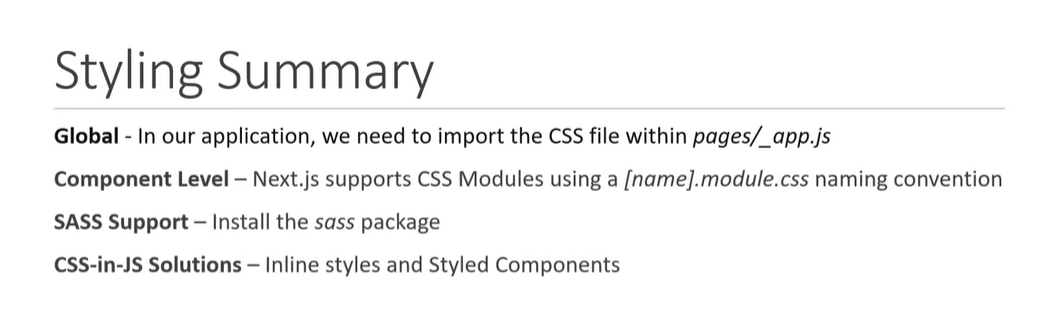 Styling Summary
Global - In our application, we need to import the CSS file within pages/_app.js
Component Level – Next.js supports CSS Modules using a [name].module.css naming convention
SASS Support – Install the sass package
CSS-in-JS Solutions – Inline styles and Styled Components